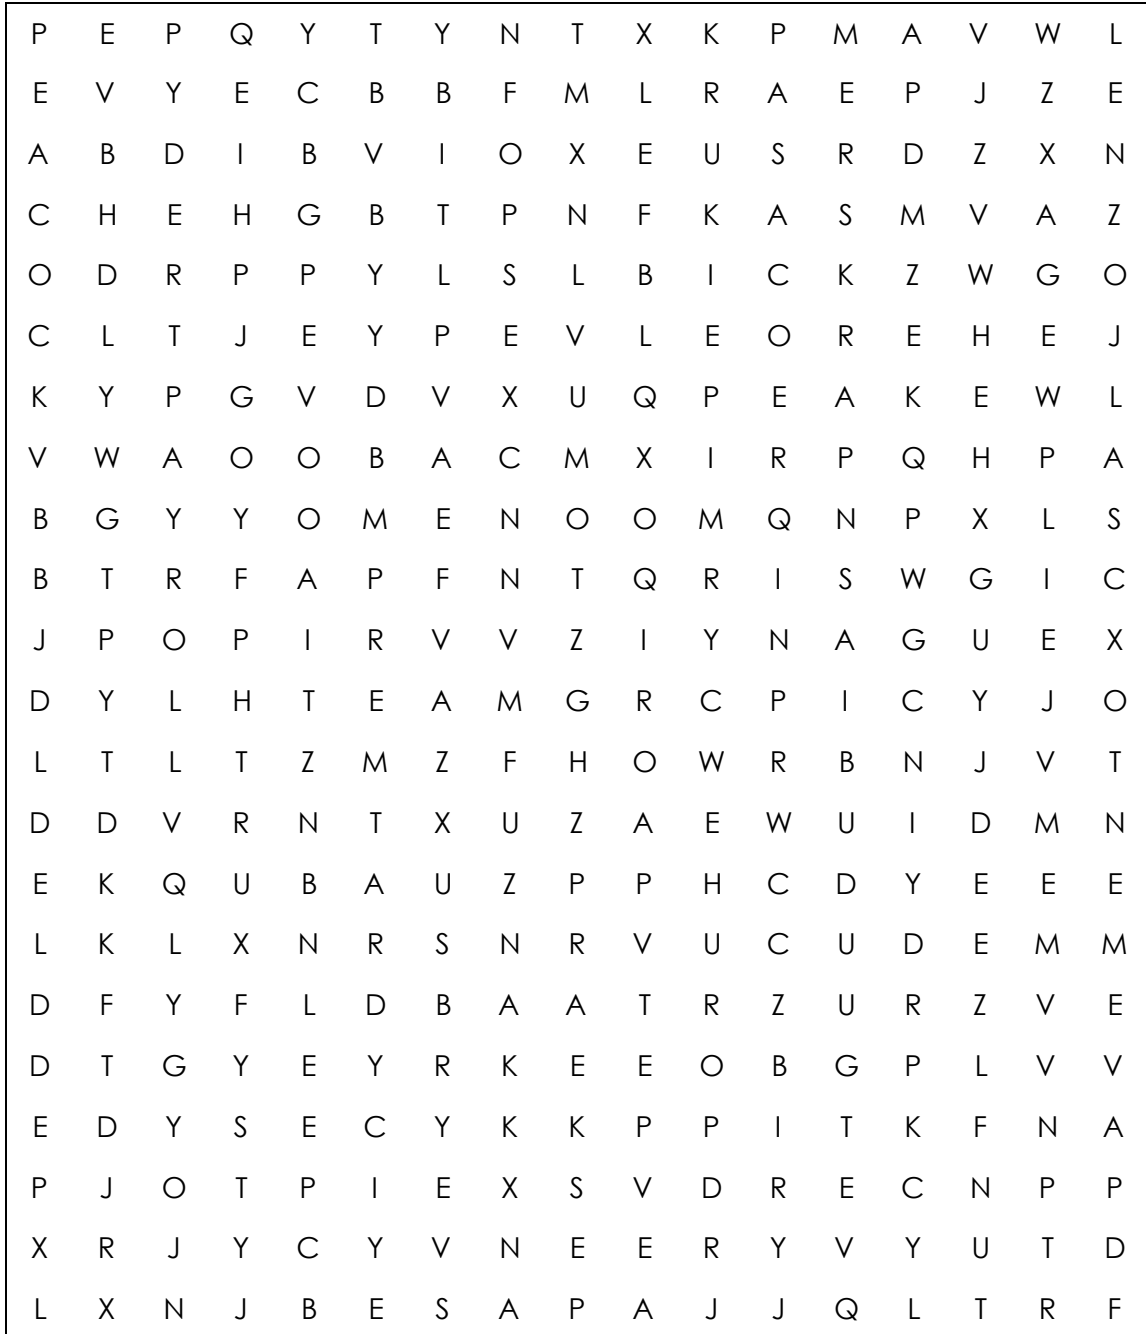 P E P Q Y T Y N T X K P M A V W L
E V Y E C B B F M L R A E P J Z E
A B D I B V I O X E U S R D Z X N
C H E H G B T P N F K A S M V A Z
O D R P P Y L S L B I C K Z W G O
C L T J E Y P E V L E O R E H E J
K Y P G V D V X U Q P E A K E W L
V W A O O B A C M X I R P Q H P A
B G Y Y O M E N O O M Q N P X L S
B T R F A P F N T Q R I S W G I C
J P O P I R V V Z I Y N A G U E X
D Y L H T E A M G R C P I C Y J O
L T L T Z M Z F H O W R B N J V T
D D V R N T X U Z A E W U I D M N
E K Q U B A U Z P P H C D Y E E E
L K L X N R S N R V U C U D E M M
D F Y F L D B A A T R Z U R Z V E
D T G Y E Y R K E E O B G P L V V
E D Y S E C Y K K P P I T K F N A
P J O T P I E X S V D R E C N P P
X R J Y C Y V N E E R Y V Y U T D
L X N J B E S A P A J J Q L T R F